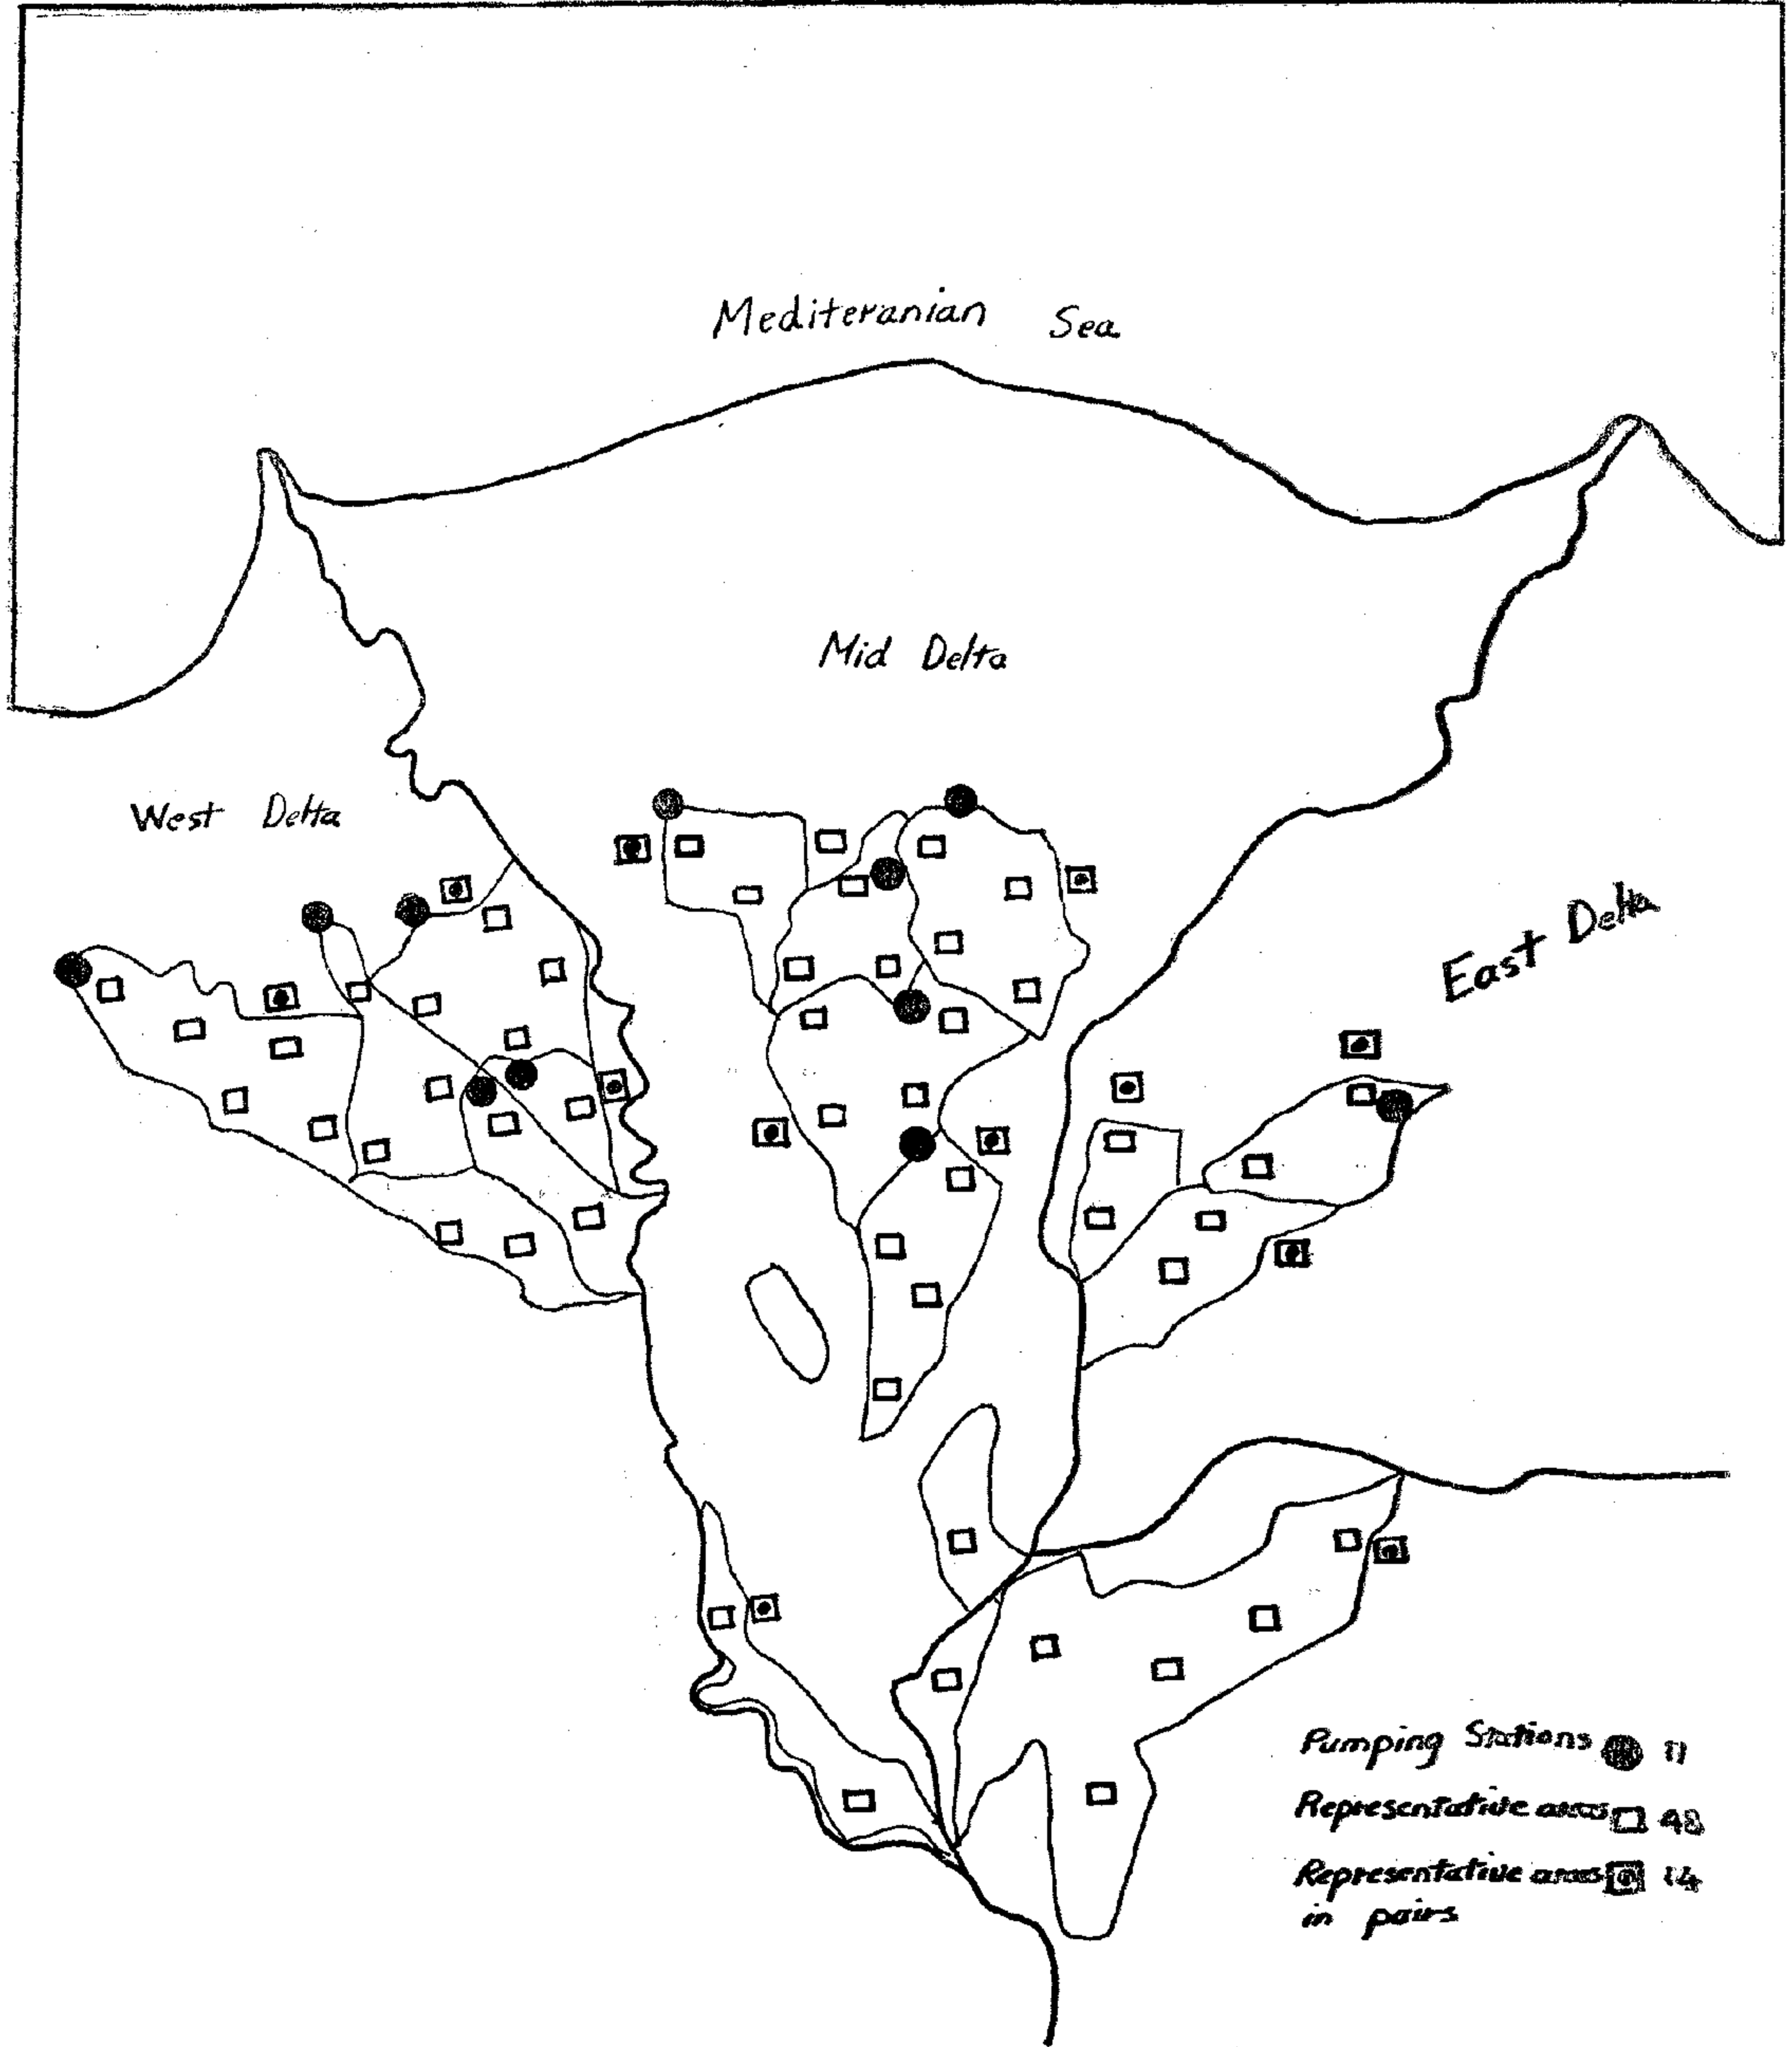 Mediteranian Sea
Mid Delta
West Delta
East Delta
Pumping Stations 11
Representative areas 48
Representative areas 14
in pairs